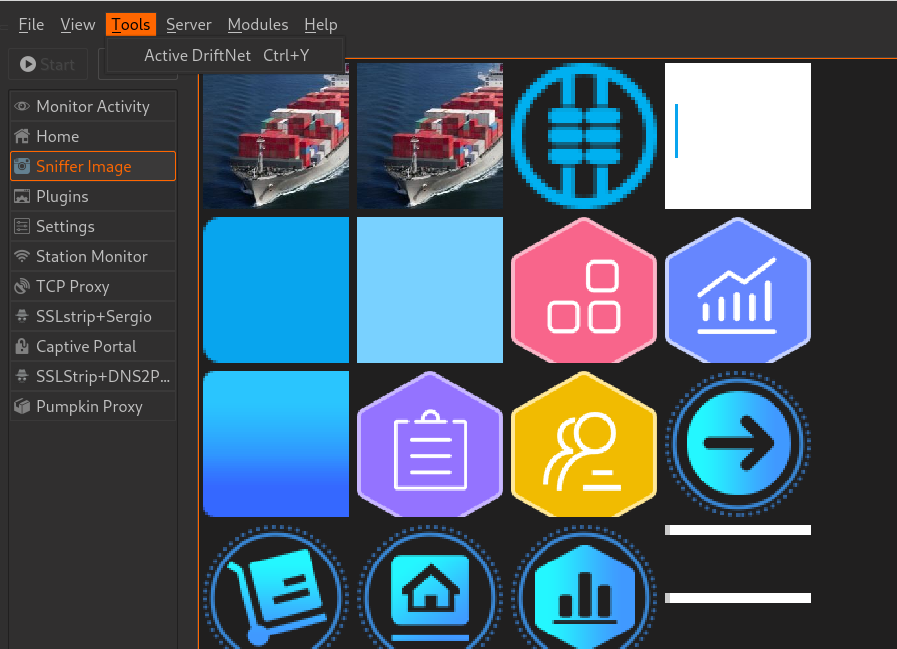 File View Tools Server Modules Help
Active DriftNet Ctrl+Y
Start
Monitor Activity
Home
Sniffer Image
Plugins
Settings
Station Monitor
TCP Proxy
SSLstrip+Sergio
Captive Portal
SSLStrip+DNS2P...
Pumpkin Proxy